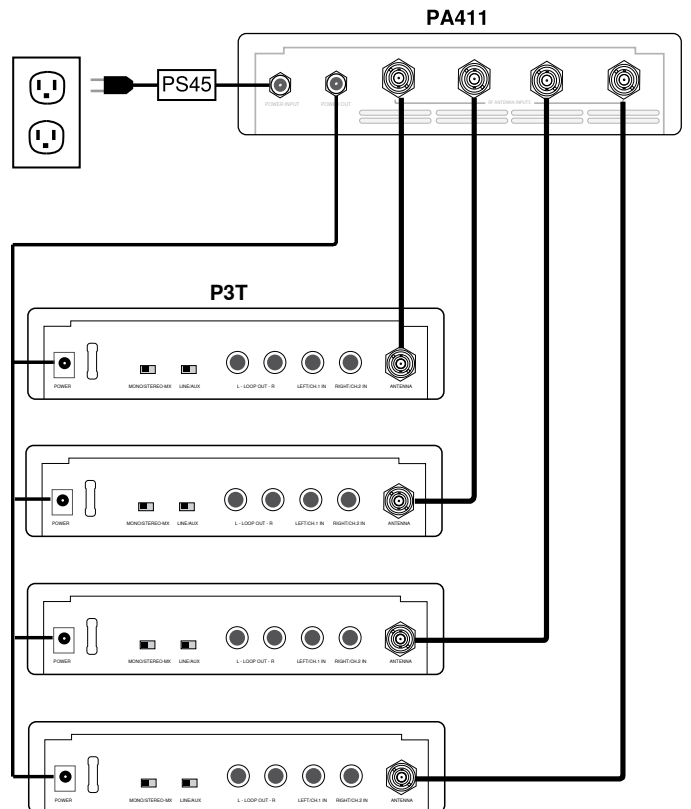 PA411
PS45
POWER INPUT
POWER OUT
IR ANTENNA INPUTS
P3T
POWER
MONO/STEREO-MX
LINE/AUX
L - LOOP OUT - R
LEFT/CH.1 IN
RIGHT/CH.2 IN
ANTENNA
POWER
MONO/STEREO-MX
LINE/AUX
L - LOOP OUT - R
LEFT/CH.1 IN
RIGHT/CH.2 IN
ANTENNA
POWER
MONO/STEREO-MX
LINE/AUX
L - LOOP OUT - R
LEFT/CH.1 IN
RIGHT/CH.2 IN
ANTENNA
POWER
MONO/STEREO-MX
LINE/AUX
L - LOOP OUT - R
LEFT/CH.1 IN
RIGHT/CH.2 IN
ANTENNA